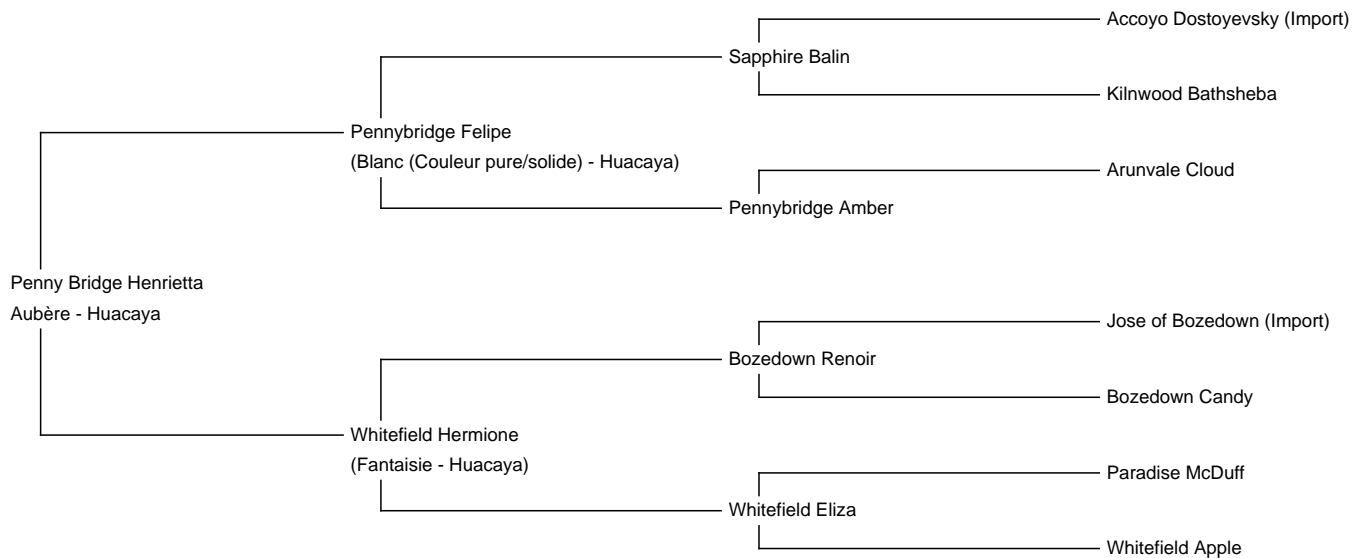 Accoyo Dostoyevsky (Import)
Sapphire Balin
Kilnwood Bathsheba
Pennybridge Felipe
(Blanc (Couleur pure/solide) - Huacaya)
Arunvale Cloud
Pennybridge Amber
Penny Bridge Henrietta
Aubère - Huacaya
Jose of Bozedown (Import)
Bozedown Renoir
Bozedown Candy
Whitefield Hermione
(Fantaisie - Huacaya)
Paradise McDuff
Whitefield Eliza
Whitefield Apple